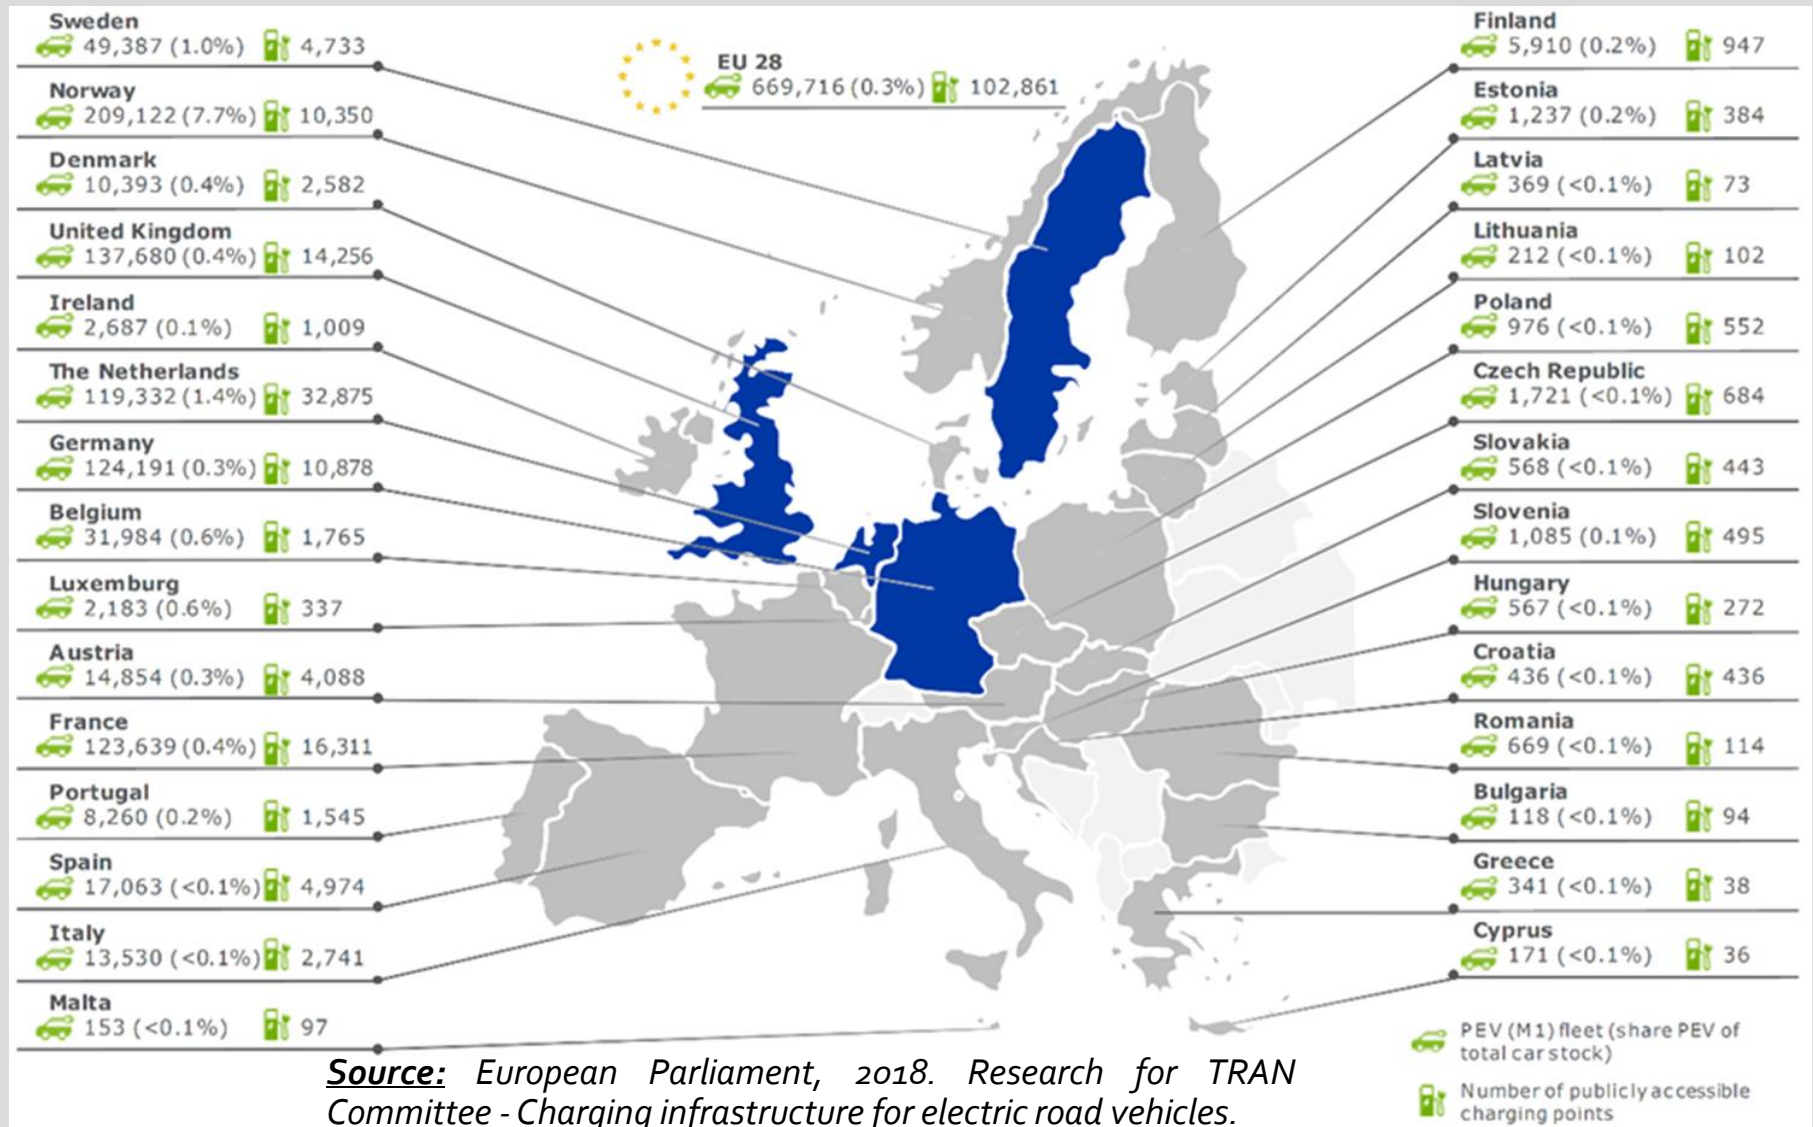 Sweden
49,387 (1.0%) 4,733
Norway
209,122 (7.7%) 10,350
Denmark
10,393 (0.4%) 2,582
United Kingdom
137,680 (0.4%) 14,256
Ireland
2,687 (0.1%) 1,009
The Netherlands
119,332 (1.4%) 32,875
Germany
124,191 (0.3%) 10,878
Belgium
31,984 (0.6%) 1,765
Luxemburg
2,183 (0.6%) 337
Austria
14,854 (0.3%) 4,088
France
123,639 (0.4%) 16,311
Portugal
8,260 (0.2%) 1,545
Spain
17,063 (<0.1%) 4,974
Italy
13,530 (<0.1%) 2,741
Malta
153 (<0.1%) 97
EU 28
669,716 (0.3%) 102,861
Finland
5,910 (0.2%) 947
Estonia
1,237 (0.2%) 384
Latvia
369 (<0.1%) 73
Lithuania
212 (<0.1%) 102
Poland
976 (<0.1%) 552
Czech Republic
1,721 (<0.1%) 684
Slovakia
568 (<0.1%) 443
Slovenia
1,085 (0.1%) 495
Hungary
567 (<0.1%) 272
Croatia
436 (<0.1%) 436
Romania
669 (<0.1%) 114
Bulgaria
118 (<0.1%) 94
Greece
341 (<0.1%) 38
Cyprus
171 (<0.1%) 36
PEV (M1) fleet (share PEV of
total car stock)
Number of publicly accessible
charging points
Source: European Parliament, 2018. Research for TRAN
Committee - Charging infrastructure for electric road vehicles.